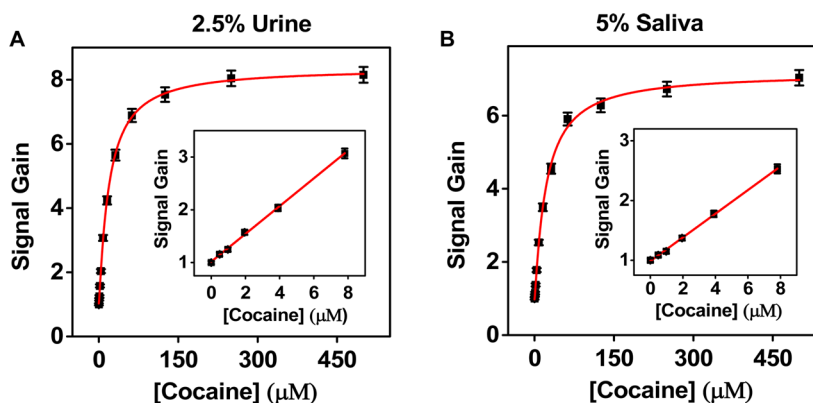 A
2.5% Urine
Signal Gain
8
6
4
2
0
0 150 300 450
[Cocaine] (μM)
Signal Gain
3
2
1
0 2 4 6 8
[Cocaine] (μM)
B
5% Saliva
Signal Gain
6
4
2
0
0 150 300 450
[Cocaine] (μM)
Signal Gain
3
2
1
0 2 4 6 8
[Cocaine] (μM)